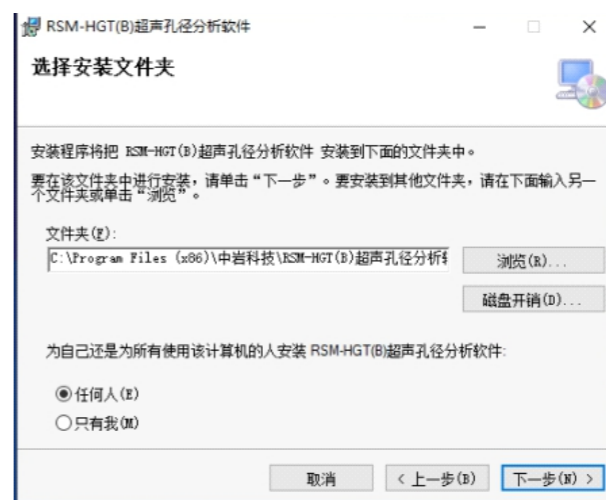 RSM-HGT(B)超声孔径分析软件
选择安装文件夹
安装程序将把 RSM-HGT(B)超声孔径分析软件 安装到下面的文件夹中。
要在该文件夹中进行安装，请单击“下一步”。要安装到其他文件夹，请在下面输入另一
个文件夹或单击“浏览”。
文件夹(F):
C:\Program Files (x86)\中岩科技\RSM-HGT(B)超声孔径分析
浏览(R)...
磁盘开销(D)...
为自己还是为所有使用该计算机的人安装 RSM-HGT(B)超声孔径分析软件:
任何人(E)
只有我(M)
取消
< 上一步(B)
下一步(N) >